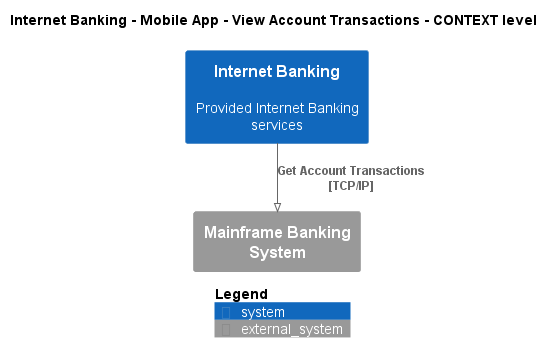 Internet Banking - Mobile App - View Account Transactions - CONTEXT level
Internet Banking
Provided Internet Banking
services
Get Account Transactions
[TCP/IP]
Mainframe Banking
System
Legend
system
external_system